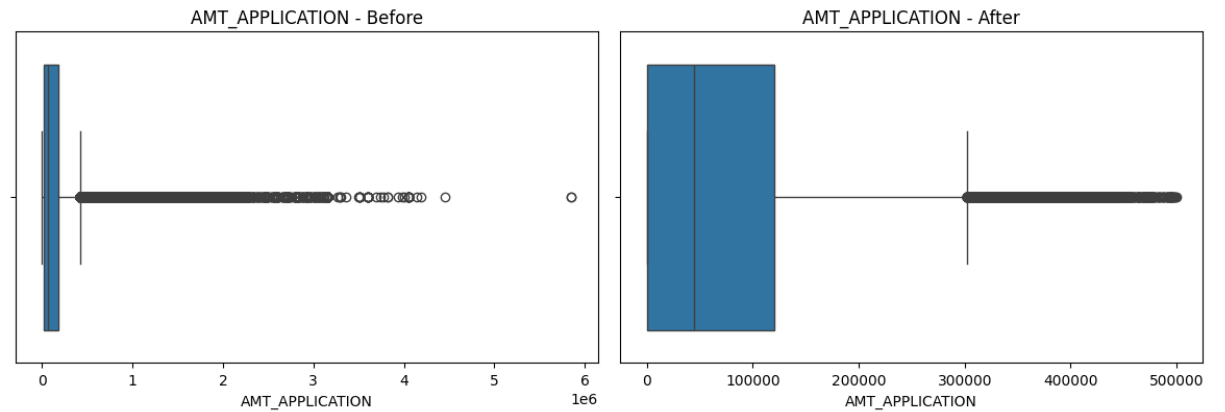 AMT_APPLICATION - Before
0 1 2 3 4 5 6
1e6
AMT_APPLICATION
AMT_APPLICATION - After
0 100000 200000 300000 400000 500000
AMT_APPLICATION